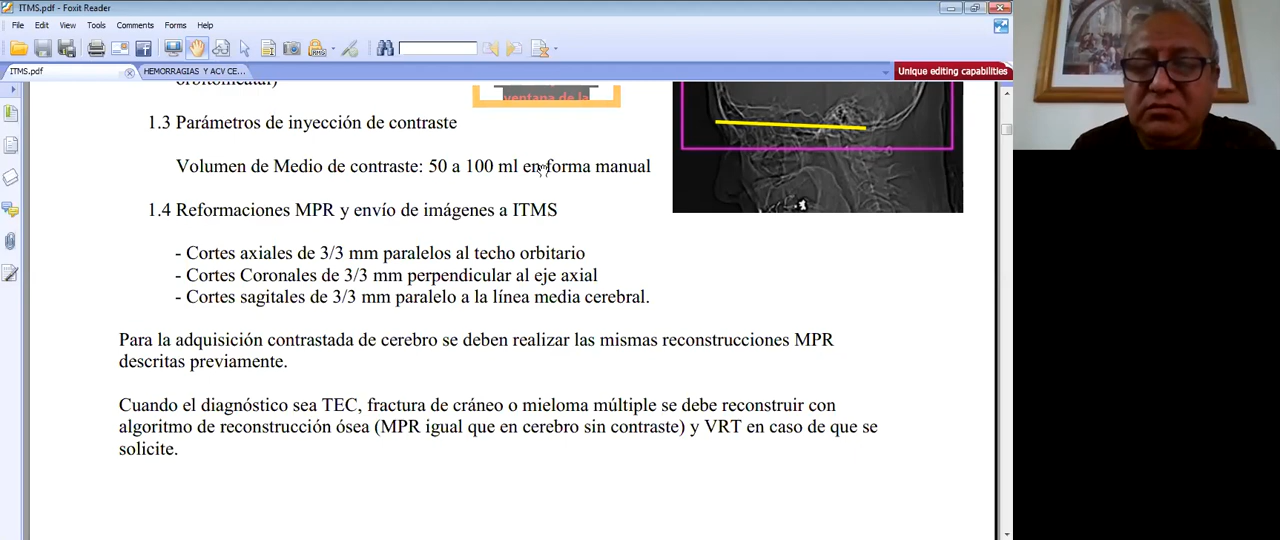 ITMS.pdf - Foxit Reader
File Edit View Tools Comments Forms Help
ITMS.pdf
HEMORRAGIAS Y ACV CE...
Unique editing capabilities
orbitomeatal)
ventana de la
1.3 Parámetros de inyección de contraste
Volumen de Medio de contraste: 50 a 100 ml en forma manual
1.4 Reformaciones MPR y envío de imágenes a ITMS
- Cortes axiales de 3/3 mm paralelos al techo orbitario
- Cortes Coronales de 3/3 mm perpendicular al eje axial
- Cortes sagitales de 3/3 mm paralelo a la línea media cerebral.
Para la adquisición contrastada de cerebro se deben realizar las mismas reconstrucciones MPR
descritas previamente.
Cuando el diagnóstico sea TEC, fractura de cráneo o mieloma múltiple se debe reconstruir con
algoritmo de reconstrucción ósea (MPR igual que en cerebro sin contraste) y VRT en caso de que se
solicite.